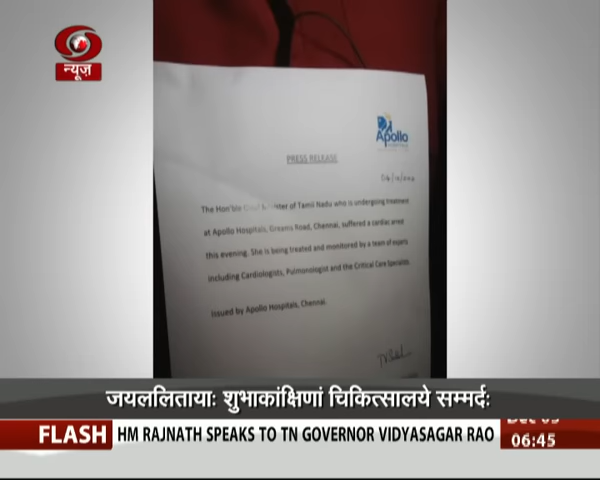 न्यूज़
Apollo
PRESS RELEASE
The Hon'ble Chief Minister of Tamil Nadu who is undergoing treatment
at Apollo Hospitals, Greams Road, Chennai, suffered a cardiac arrest
this evening. She is being treated and monitored by a team of experts
including Cardiologists, Pulmonologist and the Critical Care Specialists.
Issued by Apollo Hospitals, Chennai.
जयललितायाः शुभाकांक्षिणां चिकित्सालये सम्मर्दः
FLASH HM RAJNATH SPEAKS TO TN GOVERNOR VIDYASAGAR RAO
06:45